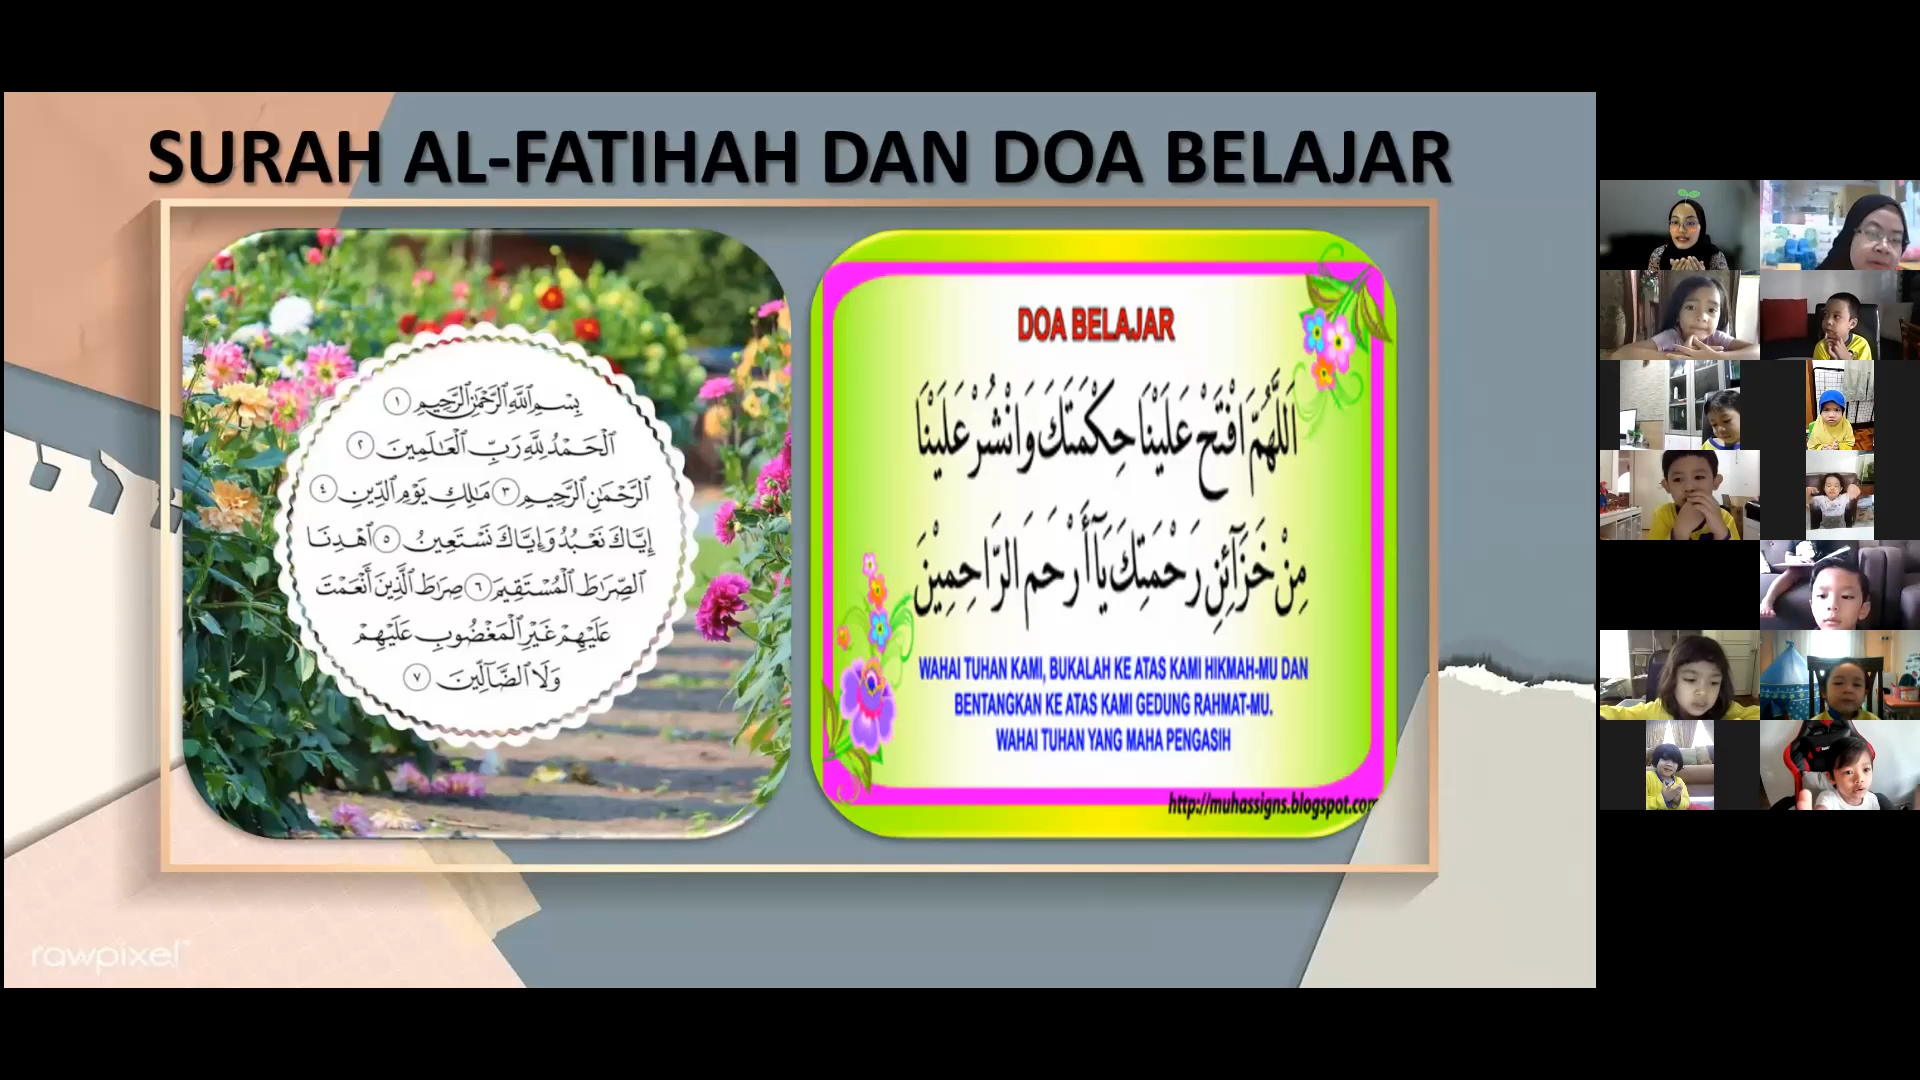 SURAH AL-FATIHAH DAN DOA BELAJAR
بِسْمِ ٱللَّهِ ٱلرَّحْمَٰنِ ٱلرَّحِيمِ ١
ٱلْحَمْدُ لِلَّهِ رَبِّ ٱلْعَٰلَمِينَ ٢
ٱلرَّحْمَٰنِ ٱلرَّحِيمِ ٣ مَٰلِكِ يَوْمِ ٱلدِّينِ ٤
إِيَّاكَ نَعْبُدُ وَإِيَّاكَ نَسْتَعِينُ ٥ ٱهْدِنَا
ٱلصِّرَٰطَ ٱلْمُسْتَقِيمَ ٦ صِرَٰطَ ٱلَّذِينَ أَنْعَمْتَ
عَلَيْهِمْ غَيْرِ ٱلْمَغْضُوبِ عَلَيْهِمْ
وَلَا ٱلضَّآلِّينَ ٧
DOA BELAJAR
اَللَّهُمَّ افْتَحْ عَلَيْنَا حِكْمَتَكَ وَانْشُرْ عَلَيْنَا
مِنْ خَزَآئِنِ رَحْمَتِكَ يَآ أَرْحَمَ الرَّاحِمِيْنَ
WAHAI TUHAN KAMI, BUKALAH KE ATAS KAMI HIKMAH-MU DAN
BENTANGKAN KE ATAS KAMI GEDUNG RAHMAT-MU.
WAHAI TUHAN YANG MAHA PENGASIH
http://muhassigns.blogspot.com
rawpixel